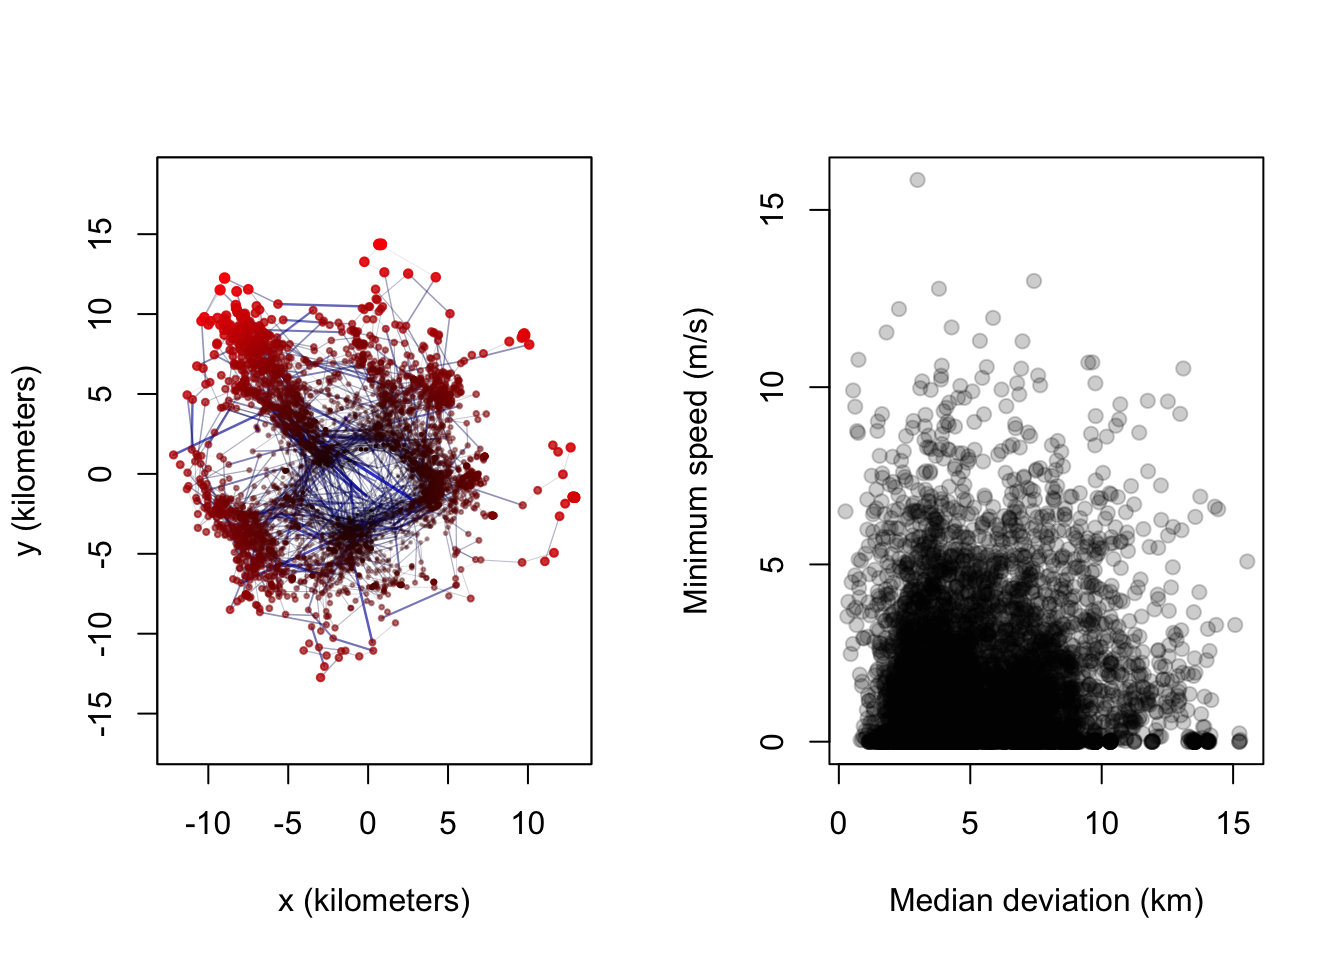 y (kilometers)
15
10
5
0
-5
-10
-15
-10 -5 0 5 10
x (kilometers)
Minimum speed (m/s)
15
10
5
0
0 5 10 15
Median deviation (km)